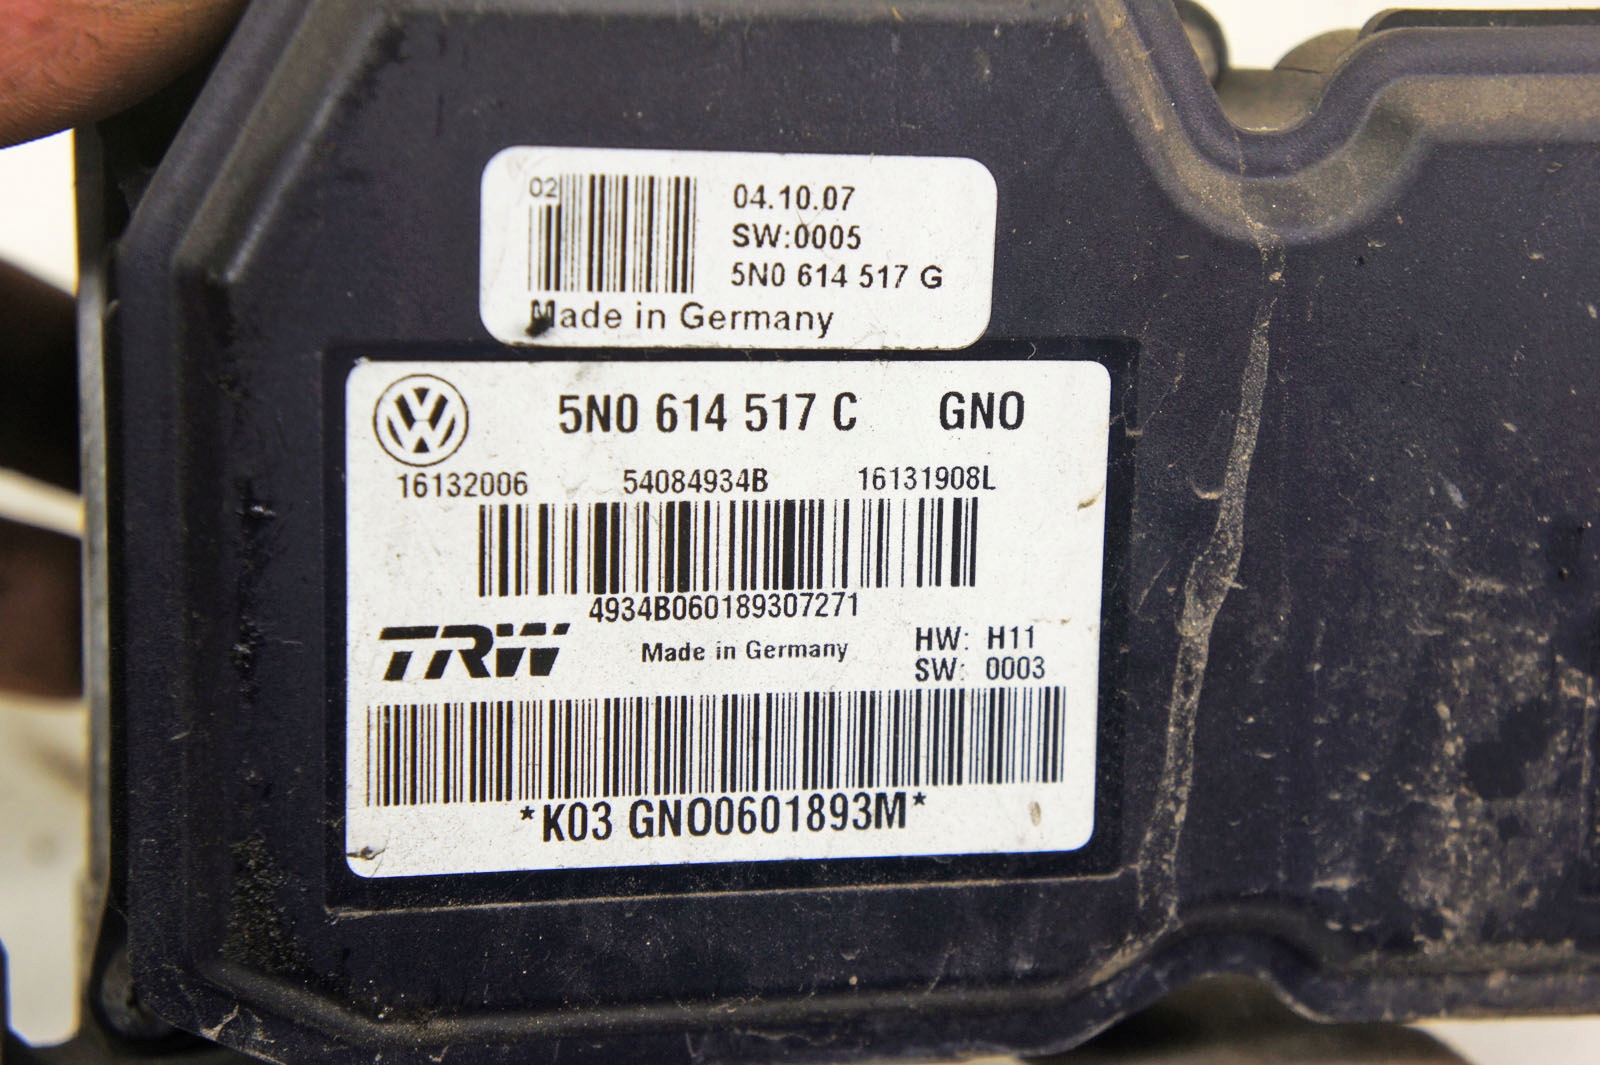 02
04.10.07
SW:0005
5N0 614 517 G
Made in Germany
5N0 614 517 C GNO
16132006 54084934B 16131908L
4934B060189307271
TRW Made in Germany HW: H11
SW: 0003
*K03 GNO0601893M*